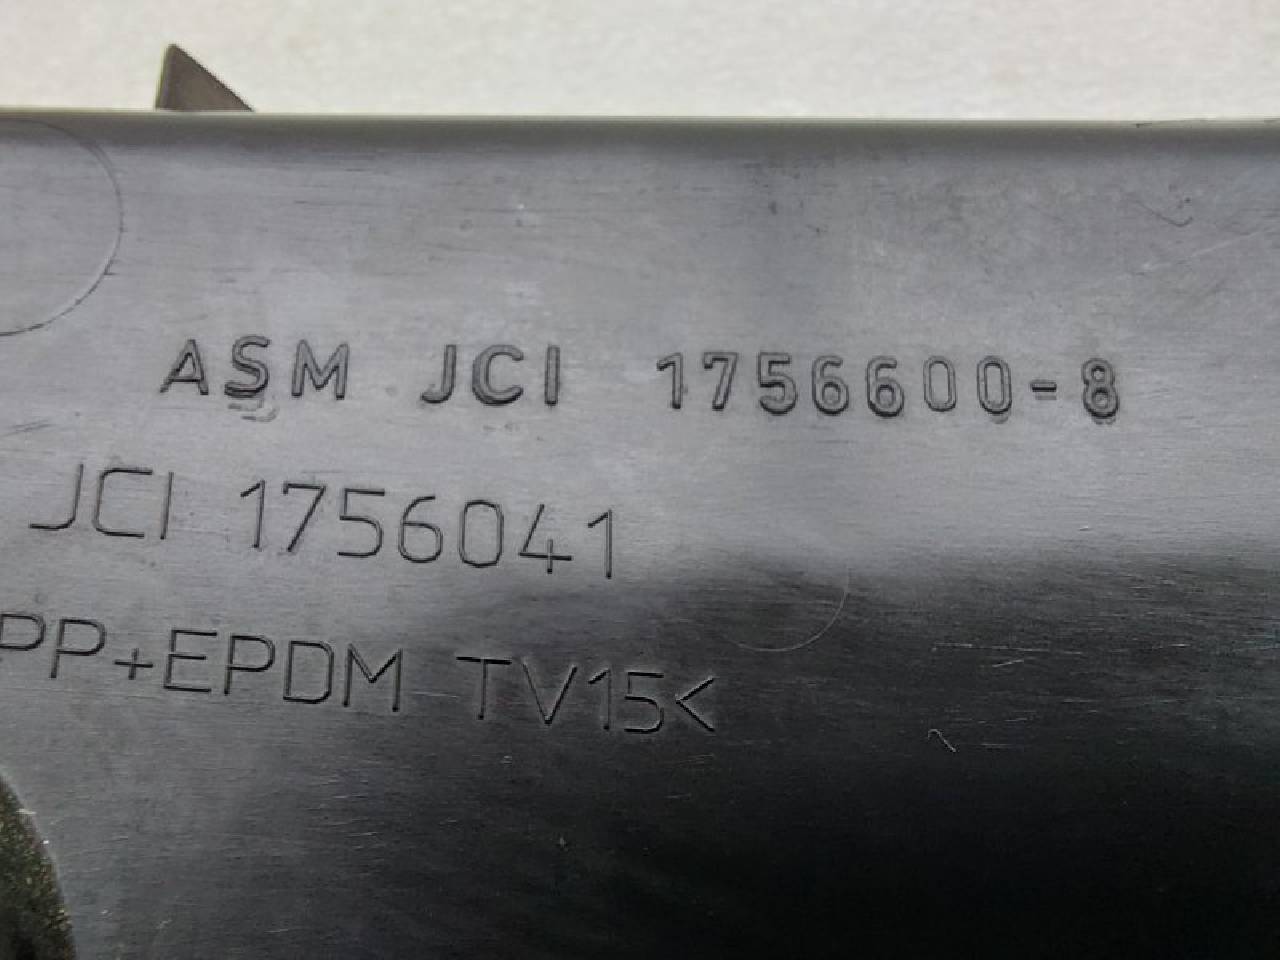 ASM JCI 1756600-8
JCI 1756041
PP+EPDM TV15<